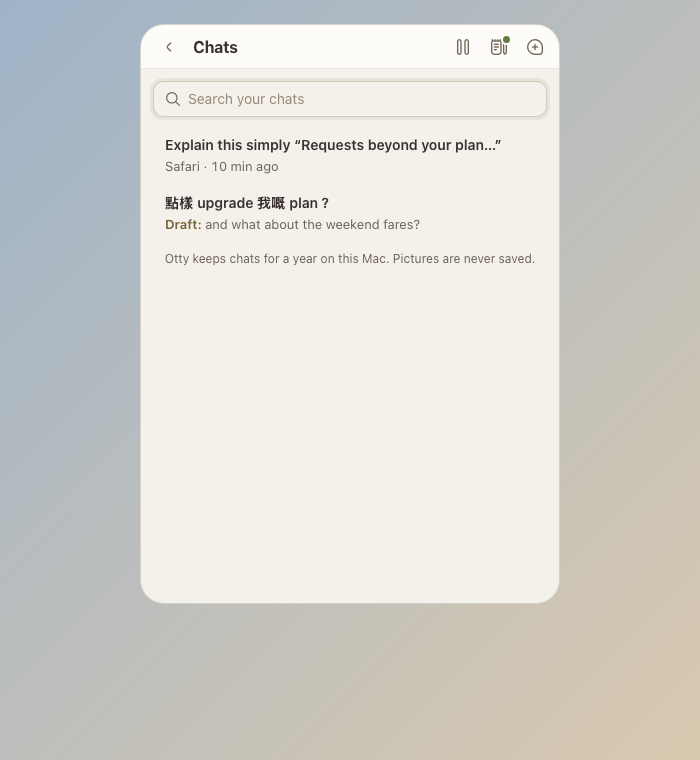 Chats
Search your chats
Explain this simply “Requests beyond your plan...”
Safari · 10 min ago
點樣 upgrade 我嘅 plan ?
Draft: and what about the weekend fares?
Otty keeps chats for a year on this Mac. Pictures are never saved.